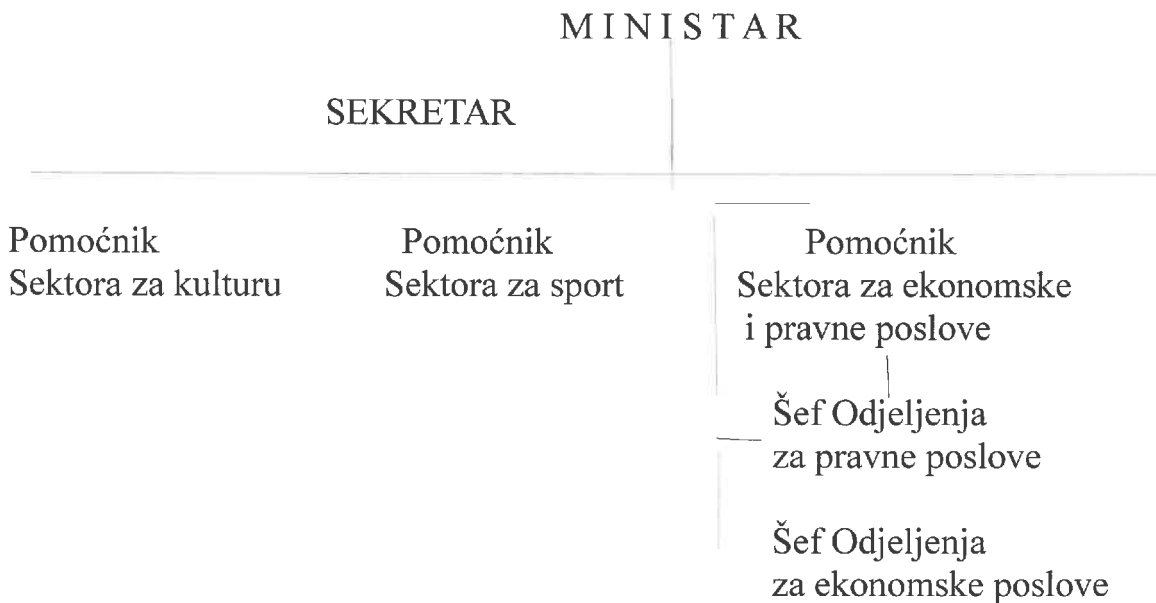 MINISTAR
SEKRETAR
Pomoćnik
Sektora za kulturu
Pomoćnik
Sektora za sport
Pomoćnik
Sektora za ekonomske
i pravne poslove
Šef Odjeljenja
za pravne poslove
Šef Odjeljenja
za ekonomske poslove